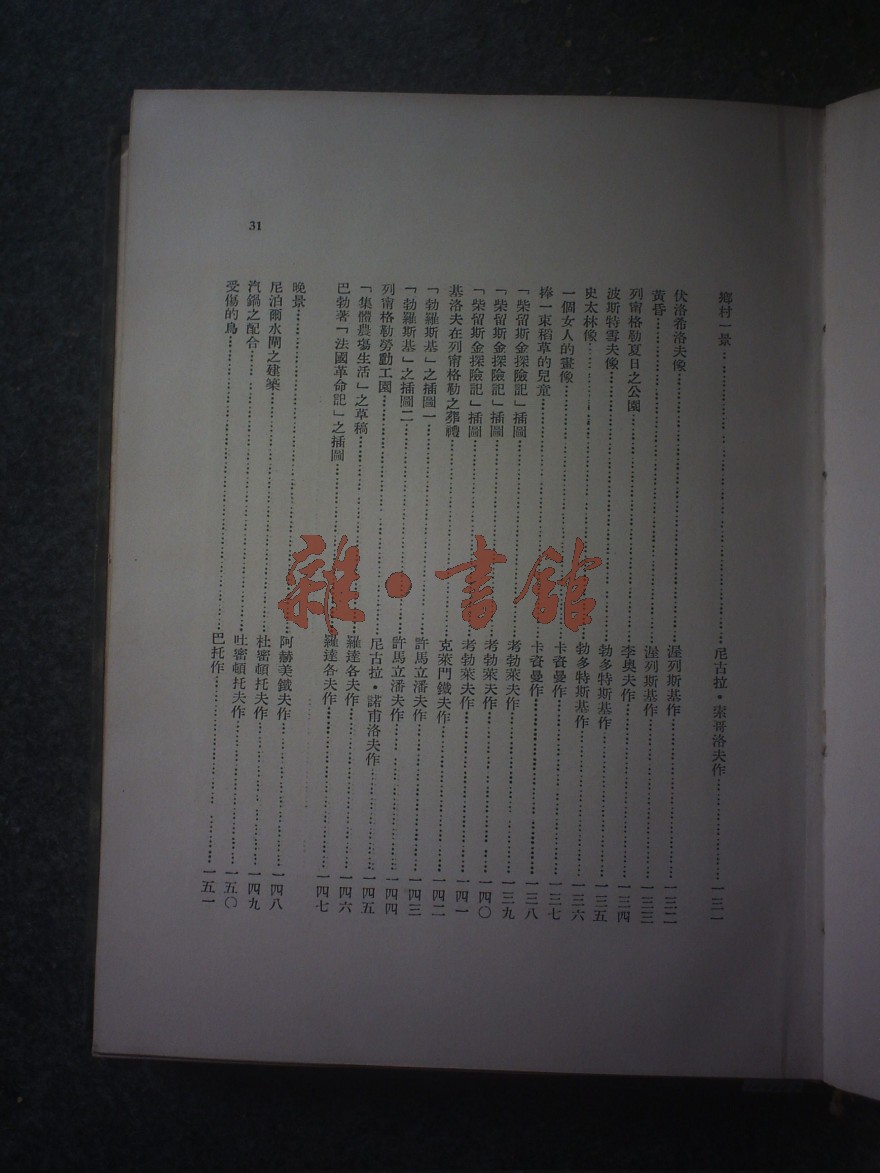 31
鄉村一景……尼古拉・索哥洛夫作……一三一
伏洛希洛夫像……渥列斯基作……一三二
黃昏……渥列斯基作……一三三
列甯格勒夏日之公園……李奧夫作……一三四
波斯特雪夫像……勃多特斯基作……一三五
史太林像……勃多特斯基作……一三六
一個女人的畫像……卡賚曼作……一三七
捧一束稻草的兒童……卡賚曼作……一三八
「柴留斯金探險記」插圖……考勃萊夫作……一三九
「柴留斯金探險記」插圖……考勃萊夫作……一四〇
「柴留斯金探險記」插圖……考勃萊夫作……一四一
基洛夫在列甯格勒之葬禮……克萊門鐵夫作……一四二
「勃羅斯基」之插圖一……許馬立潘夫作……一四三
「勃羅斯基」之插圖二……許馬立潘夫作……一四四
列甯格勒勞動工園……尼古拉・諾甫洛夫作……一四五
「集體農場生活」之草稿……羅達各夫作……一四六
巴勃著「法國革命記」之插圖……羅達各夫作……一四七
晚景……阿赫美鐵夫作……一四八
尼泊爾水閘之建築……杜密頓托夫作……一四九
汽鍋之配合……吐密頓托夫作……一五〇
受傷的鳥……巴托作……一五一
雜・書館